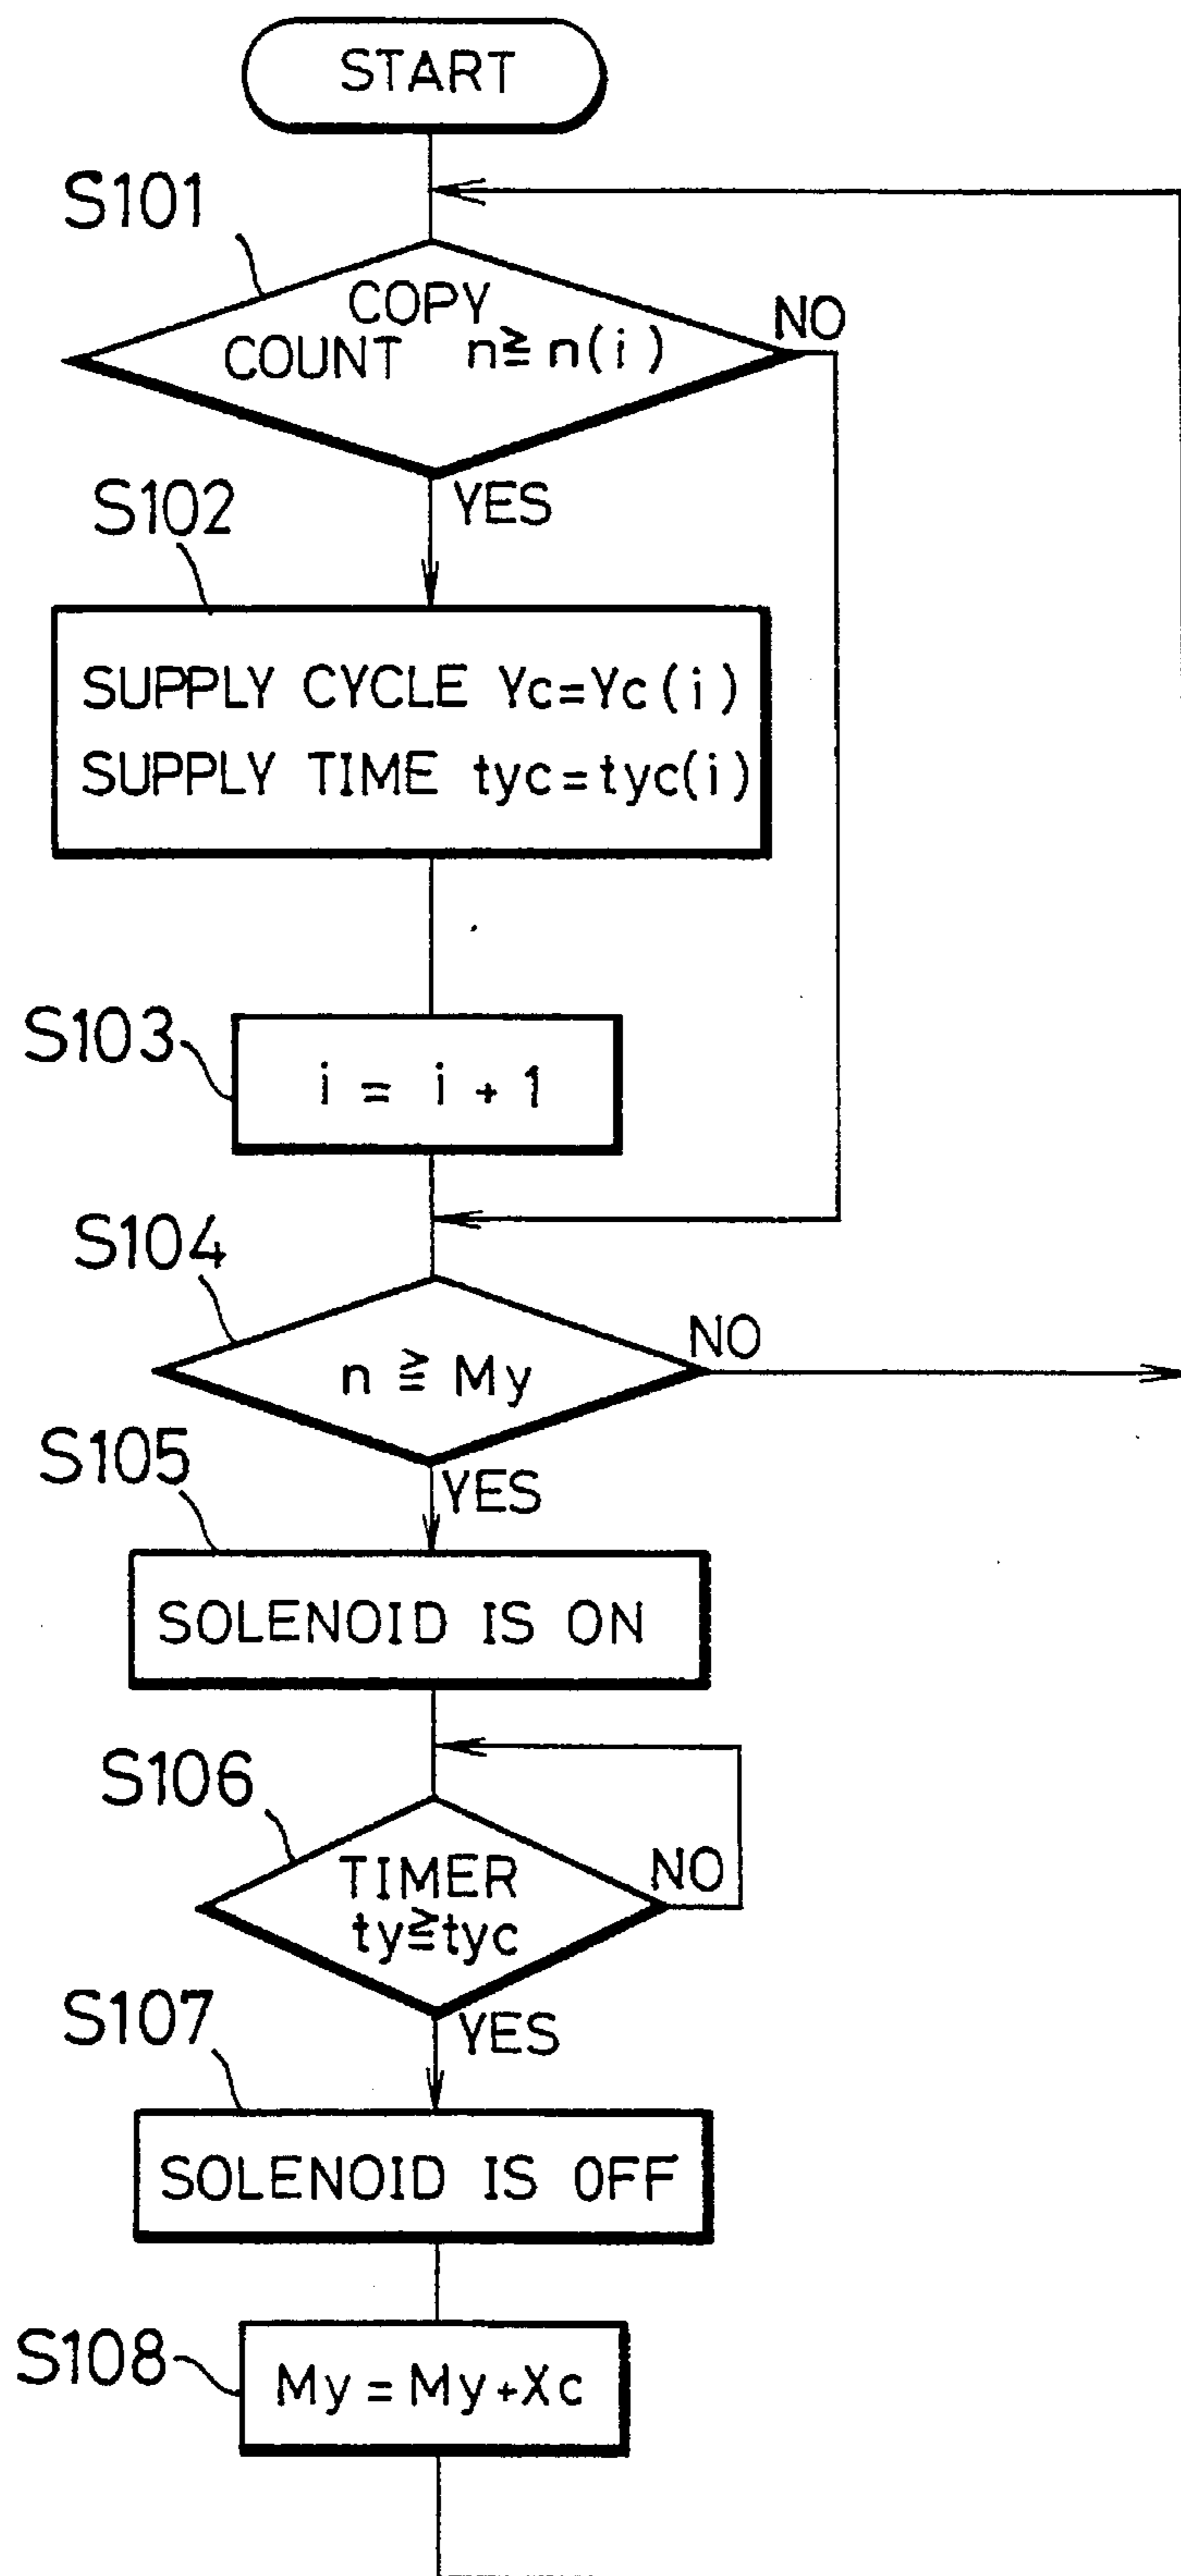 START
S101
COPY
COUNT n≧n(i)
NO
YES
S102
SUPPLY CYCLE Yc=Yc(i)
SUPPLY TIME tyc=tyc(i)
S103
i = i + 1
S104
n ≧ My
NO
YES
S105
SOLENOID IS ON
S106
TIMER
ty≧tyc
NO
YES
S107
SOLENOID IS OFF
S108
My = My+Xc